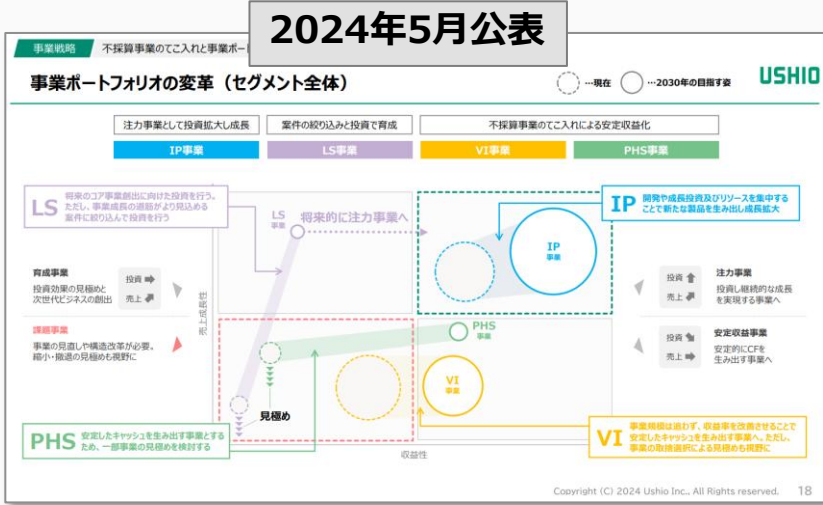 2024年5月公表
事業戦略
不採算事業のてこ入れと事業ポー
事業ポートフォリオの変革（セグメント全体）
…現在
…2030年の目指す姿
USHIO
注力事業として投資拡大し成長
案件の絞り込みと投資で育成
不採算事業のてこ入れによる安定収益化
IP事業
LS事業
VI事業
PHS事業
LS
将来のコア事業創出に向けた投資を行う。
ただし、事業成長の道筋がより見込める
案件に絞り込んで投資を行う
LS
事業
将来的に注力事業へ
IP
開発や成長投資及びリソースを集中する
ことで新たな製品を生み出し成長拡大
IP
事業
育成事業
投資効果の見極めと
次世代ビジネスの創出
投資
売上
課題事業
事業の見直しや構造改革が必要。
縮小・撤退の見極めも視野に
売上成長性
投資
売上
注力事業
投資し継続的な成長
を実現する事業へ
投資
売上
安定収益事業
安定的にCFを
生み出す事業へ
PHS
事業
VI
事業
見極め
PHS
安定したキャッシュを生み出す事業とする
ため、一部事業の見極めを検討する
VI
事業規模は追わず、収益率を改善させることで
安定したキャッシュを生み出す事業へ。ただし、
事業の取捨選択による見極めも視野に
収益性
Copyright (C) 2024 Ushio Inc., All Rights reserved.
18